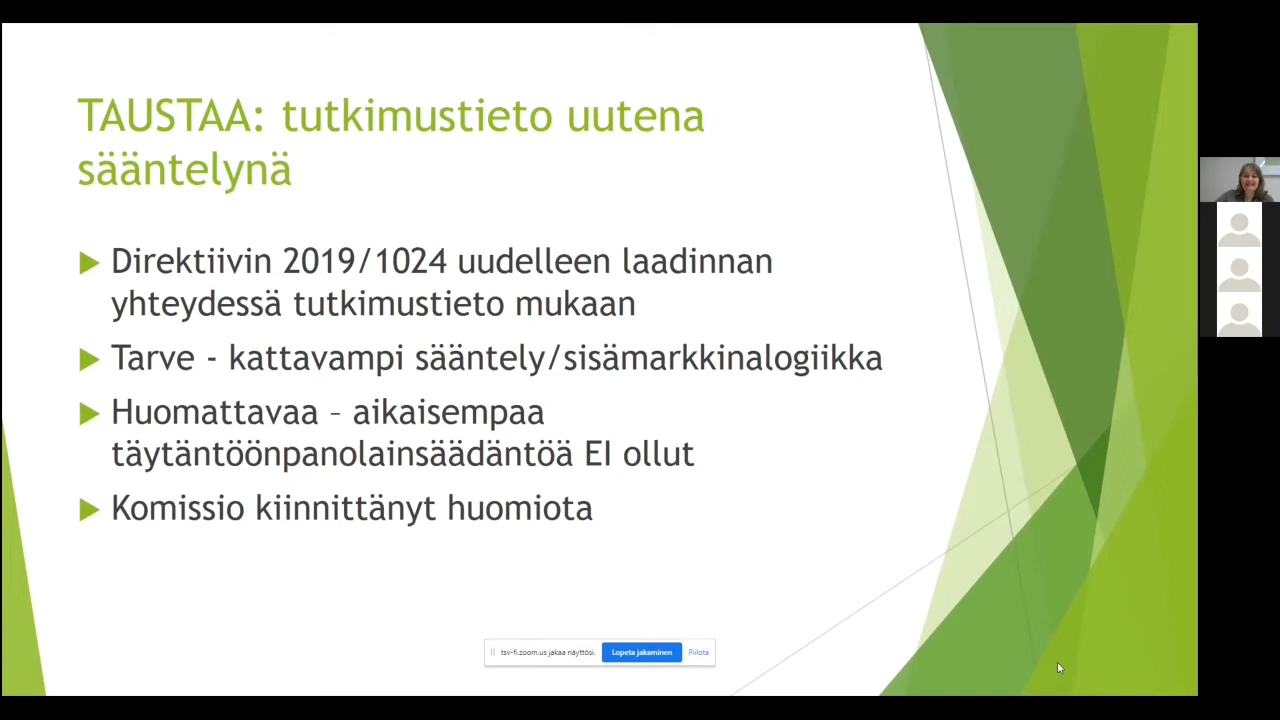 TAUSTAA: tutkimustieto uutena
sääntelynä
Direktiivin 2019/1024 uudelleen laadinnan
yhteydessä tutkimustieto mukaan
Tarve - kattavampi sääntely/sisämarkkinalogiikka
Huomattavaa – aikaisempaa
täytäntöönpanolainsäädäntöä EI ollut
Komissio kiinnittänyt huomiota
tsv-fi.zoom.us jakaa näyttösi. Lopeta jakaminen Piilota